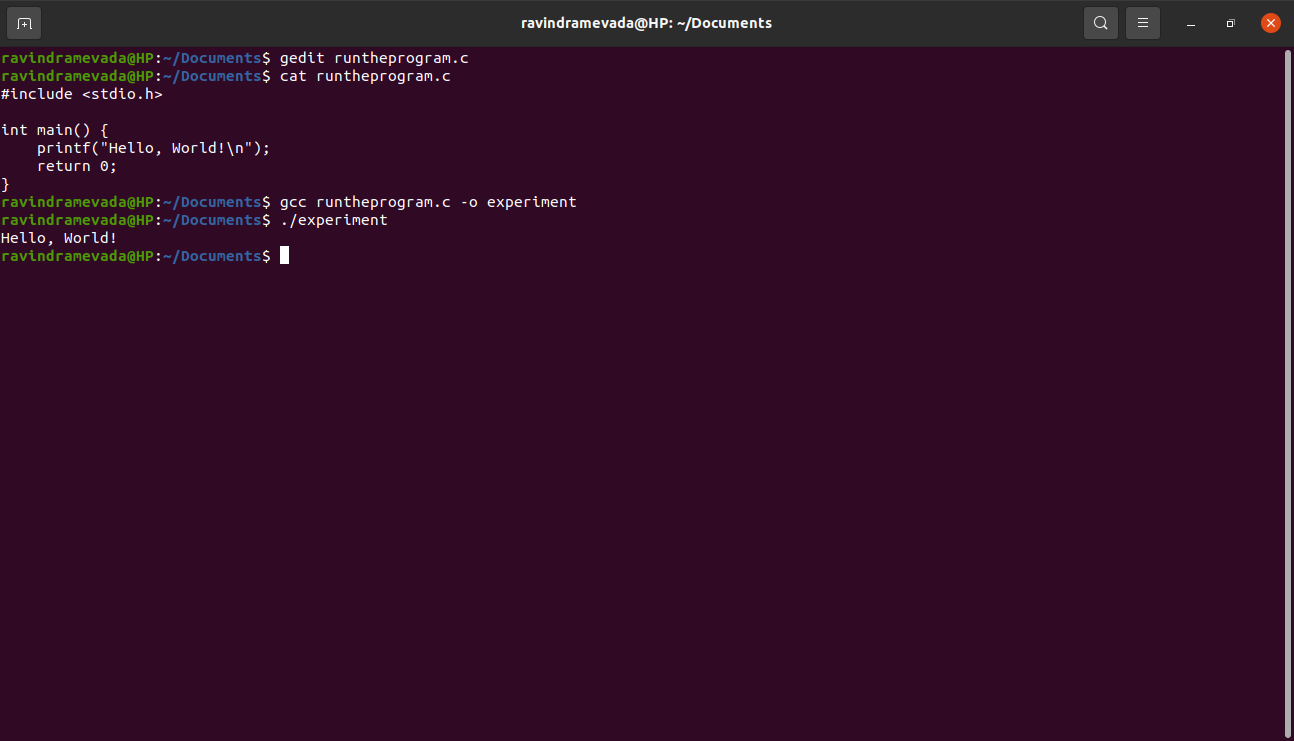 ravindramevada@HP: ~/Documents
ravindramevada@HP:~/Documents$ gedit runtheprogram.c
ravindramevada@HP:~/Documents$ cat runtheprogram.c
#include <stdio.h>

int main() {
    printf("Hello, World!\n");
    return 0;
}
ravindramevada@HP:~/Documents$ gcc runtheprogram.c -o experiment
ravindramevada@HP:~/Documents$ ./experiment
Hello, World!
ravindramevada@HP:~/Documents$